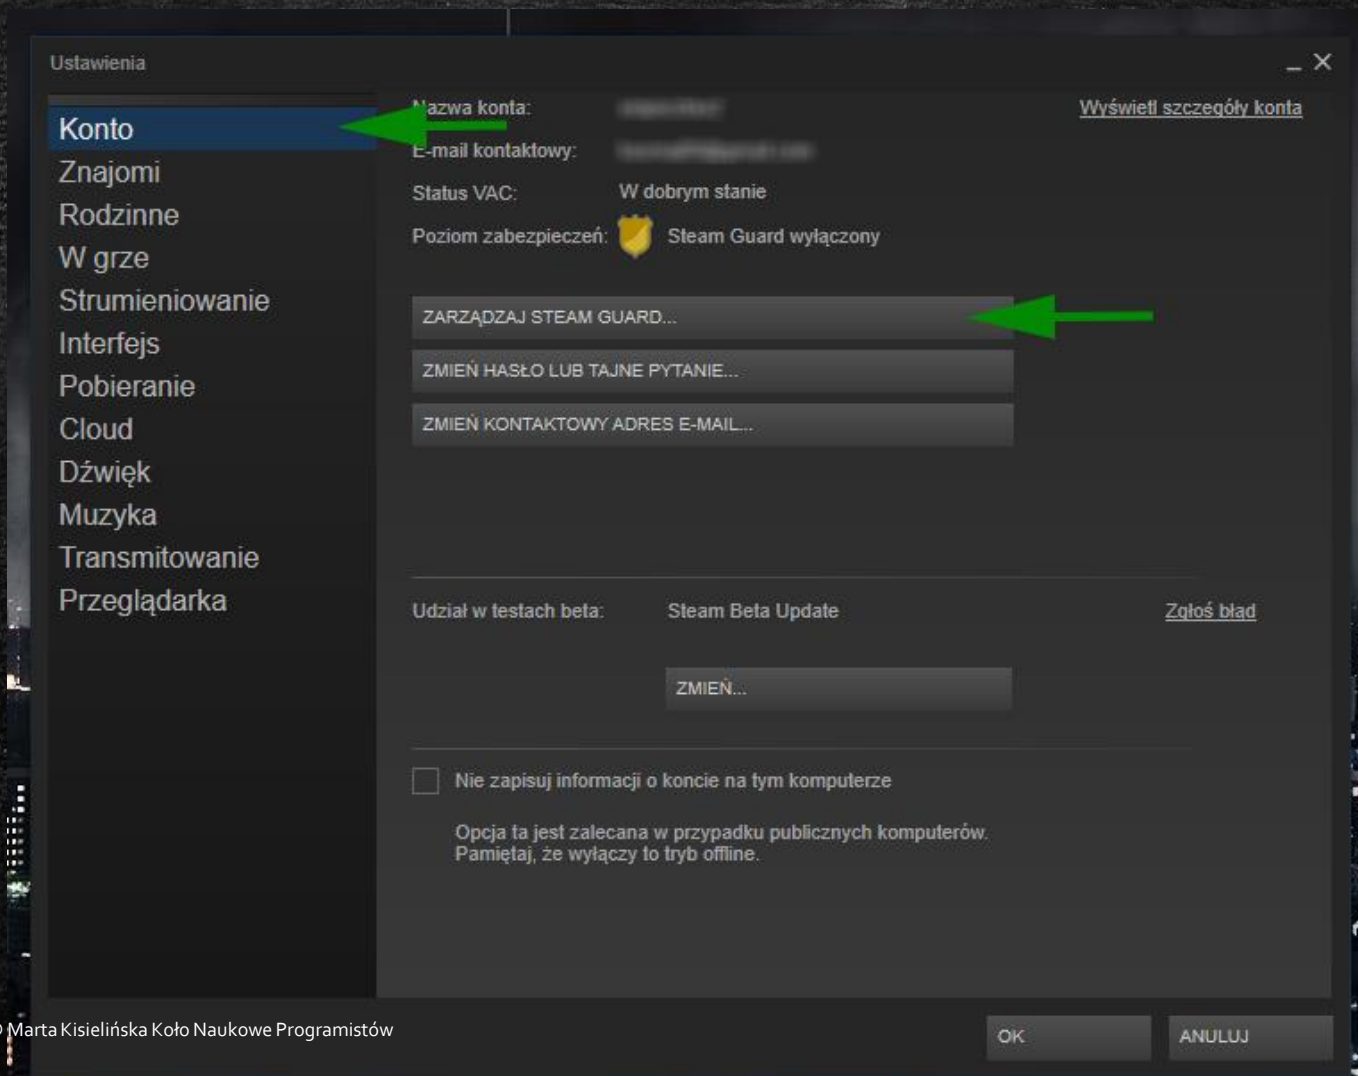 Ustawienia
Konto
Znajomi
Rodzinne
W grze
Strumieniowanie
Interfejs
Pobieranie
Cloud
Dźwięk
Muzyka
Transmitowanie
Przeglądarka
Nazwa konta:
Wyświetl szczegóły konta
E-mail kontaktowy:
Status VAC: W dobrym stanie
Poziom zabezpieczeń: Steam Guard wyłączony
ZARZĄDZAJ STEAM GUARD...
ZMIEŃ HASŁO LUB TAJNE PYTANIE...
ZMIEŃ KONTAKTOWY ADRES E-MAIL...
Udział w testach beta: Steam Beta Update Zgłoś błąd
ZMIEŃ...
Nie zapisuj informacji o koncie na tym komputerze
Opcja ta jest zalecana w przypadku publicznych komputerów.
Pamiętaj, że wyłączy to tryb offline.
© Marta Kisielińska Koło Naukowe Programistów
OK ANULUJ